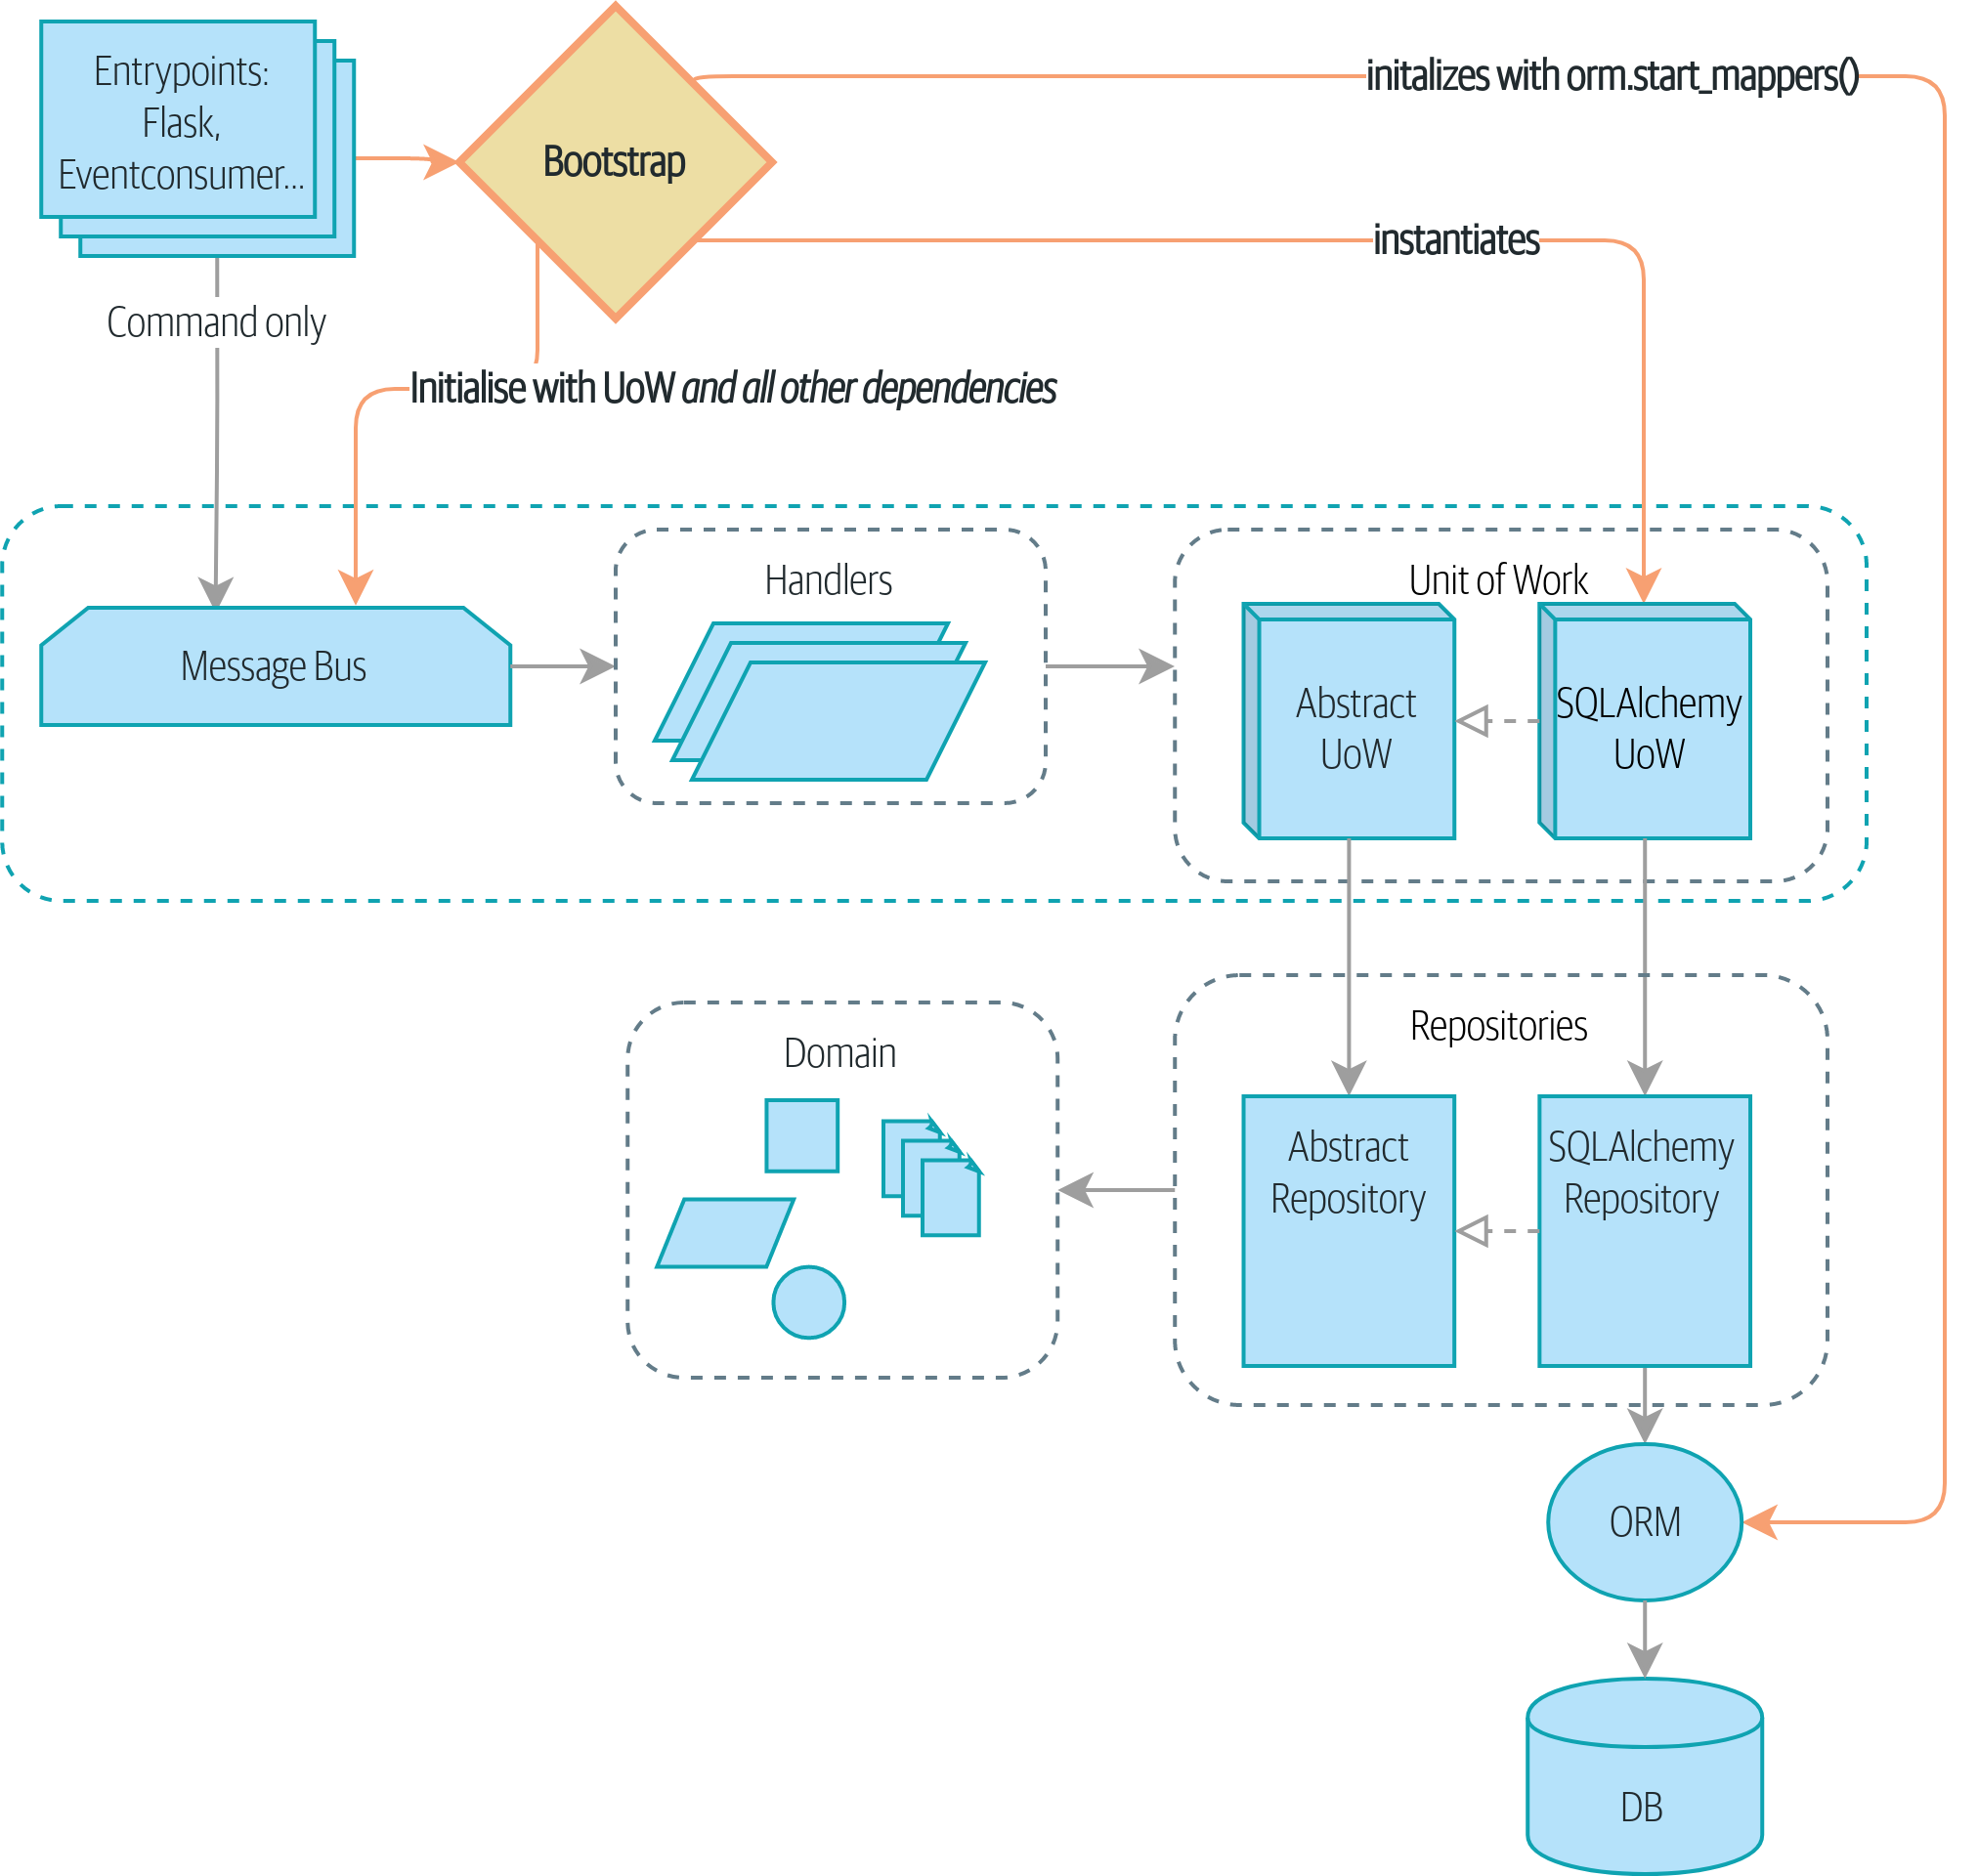 Entrypoints:
Flask,
Eventconsumer...
Bootstrap
initalizes with orm.start_mappers()
instantiates
Command only
Initialise with UoW and all other dependencies
Message Bus
Handlers
Unit of Work
Abstract
UoW
SQLAlchemy
UoW
Domain
Repositories
Abstract
Repository
SQLAlchemy
Repository
ORM
DB